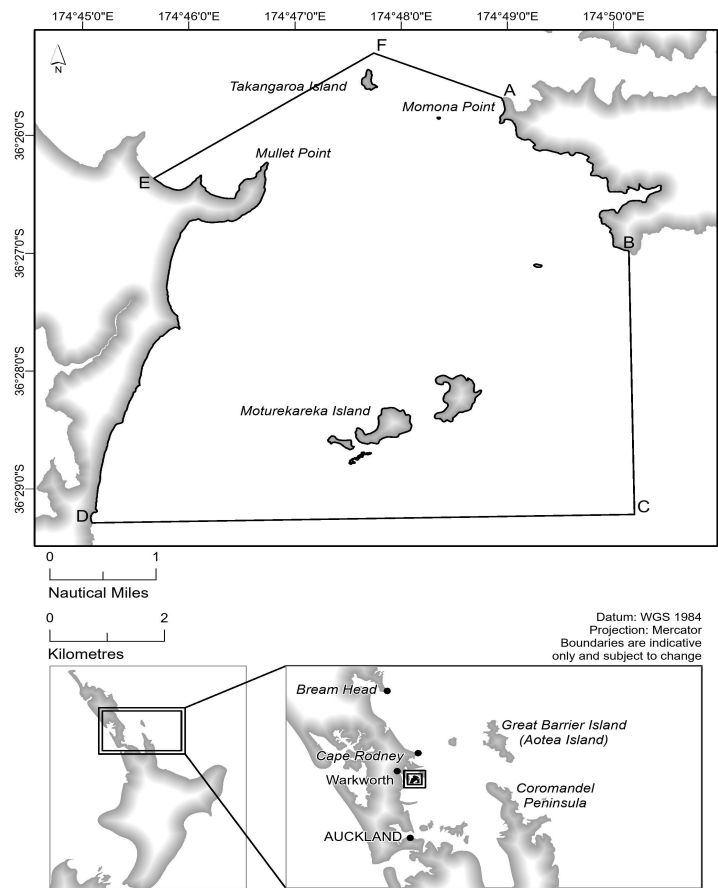 174°45'0"E
174°46'0"E
174°47'0"E
174°48'0"E
174°49'0"E
174°50'0"E
36°26'0"S
36°27'0"S
36°28'0"S
36°29'0"S
N
F
Takangaroa Island
A
Momona Point
Mullet Point
E
B
Moturekareka Island
D
C
0 1
Nautical Miles
0 2
Kilometres
Datum: WGS 1984
Projection: Mercator
Boundaries are indicative
only and subject to change
Bream Head
Great Barrier Island
(Aotea Island)
Cape Rodney
Warkworth
Coromandel
Peninsula
AUCKLAND